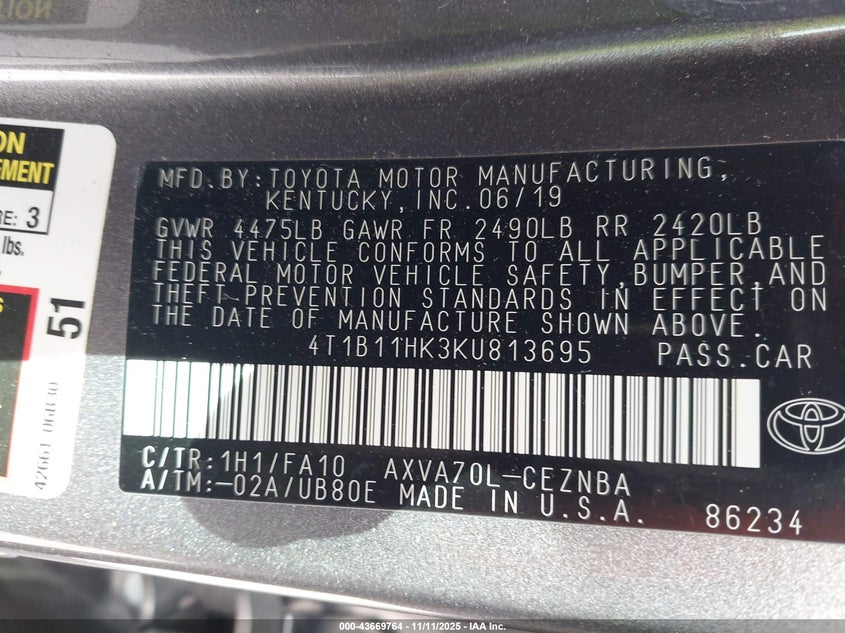 ON
EMENT
RE: 3
lbs.
S
51
42661 06B30
MFD.BY:TOYOTA MOTOR MANUFACTURING,
KENTUCKY,INC.06/19
GVWR 4475LB GAWR FR 2490LB RR 2420LB
THIS VEHICLE CONFORMS TO ALL APPLICABLE
FEDERAL MOTOR VEHICLE SAFETY,BUMPER,AND
THEFT PREVENTION STANDARDS IN EFFECT ON
THE DATE OF MANUFACTURE SHOWN ABOVE.
4T1B11HK3KU813695 PASS.CAR
C/TR:1H1/FA10 AXVA70L-CEZNBA
A/TM:-02A/UB80E MADE IN U.S.A. 86234
000-43669764 | 11/11/2025 | IAA Inc.